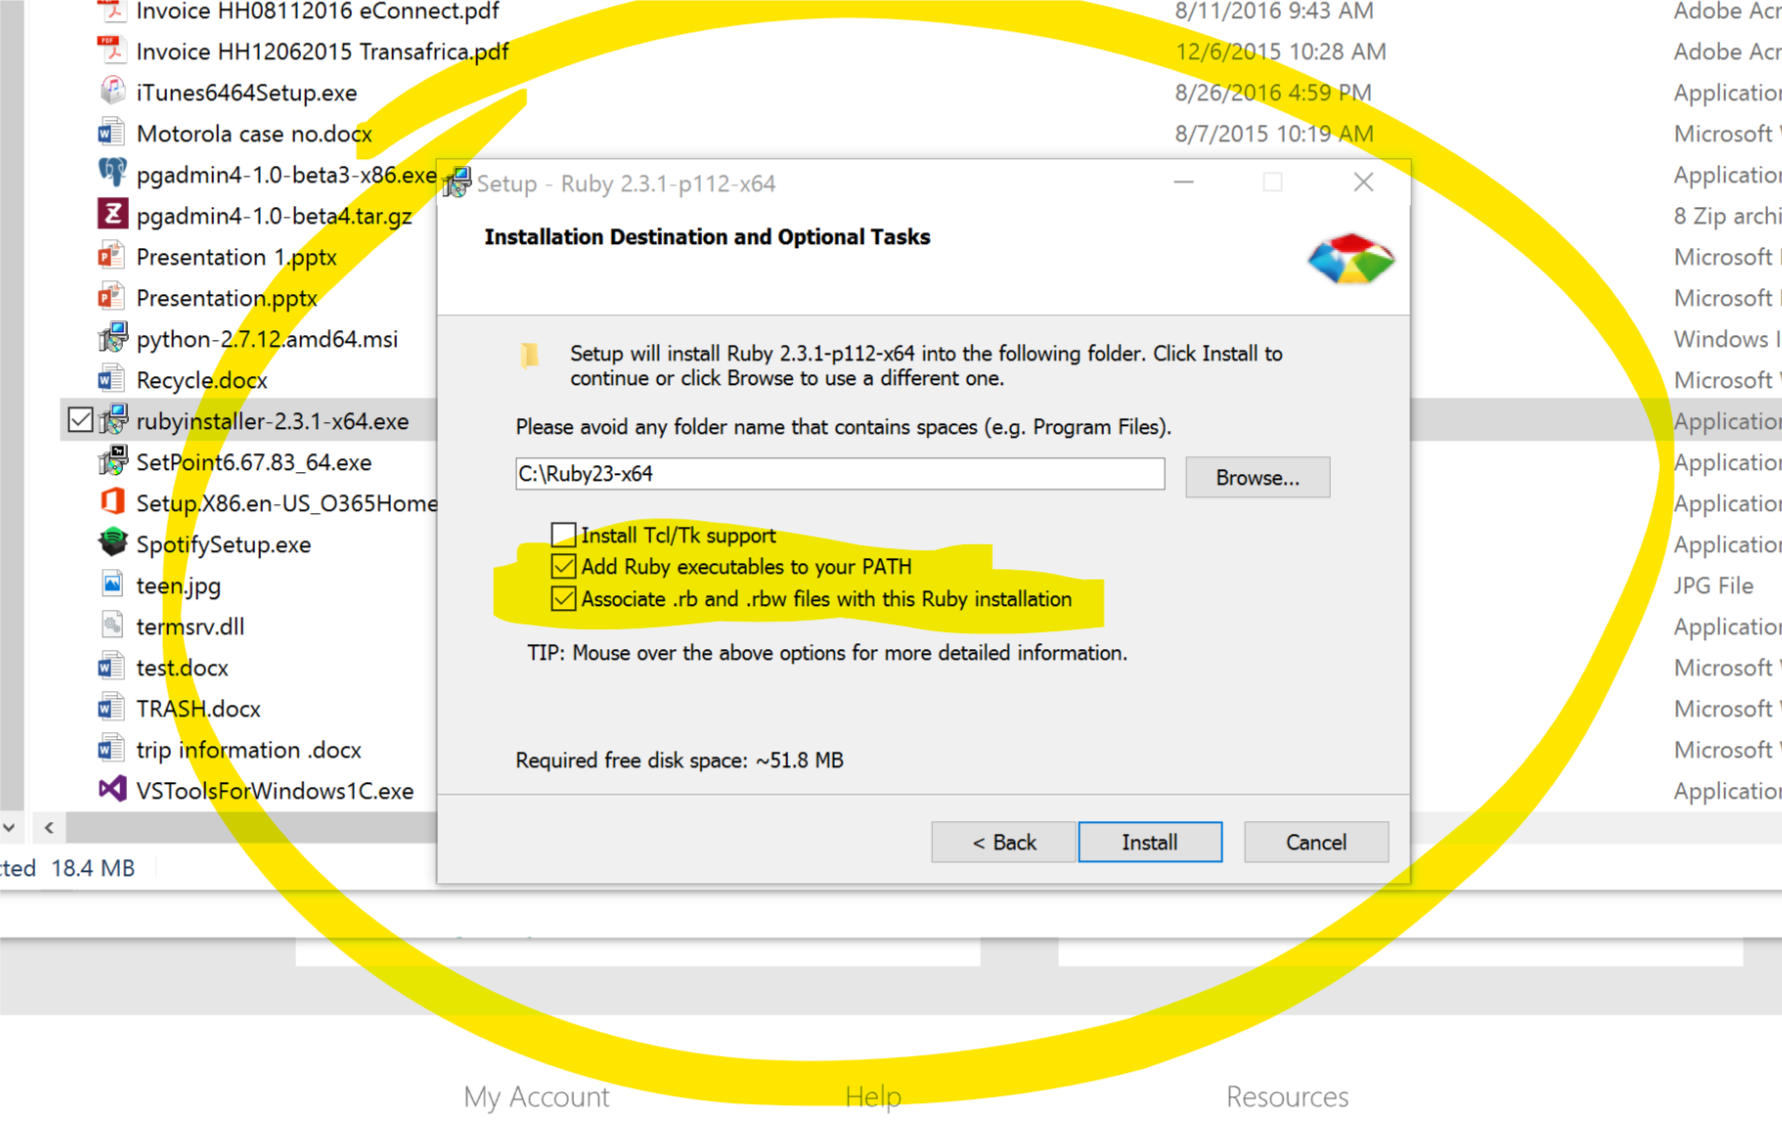 Invoice HH08112016 eConnect.pdf 8/11/2016 9:43 AM Adobe Acr
Invoice HH12062015 Transafrica.pdf 12/6/2015 10:28 AM Adobe Acr
iTunes6464Setup.exe 8/26/2016 4:59 PM Application
Motorola case no.docx 8/7/2015 10:19 AM Microsoft
pgadmin4-1.0-beta3-x86.exe Application
pgadmin4-1.0-beta4.tar.gz 8 Zip archi
Presentation 1.pptx Microsoft
Presentation.pptx Microsoft
python-2.7.12.amd64.msi Windows I
Recycle.docx Microsoft
rubyinstaller-2.3.1-x64.exe Application
SetPoint6.67.83_64.exe Application
Setup.X86.en-US_O365Home Application
SpotifySetup.exe Application
teen.jpg JPG File
termsrv.dll Application
test.docx Microsoft
TRASH.docx Microsoft
trip information .docx Microsoft
VSToolsForWindows1C.exe Application
cted 18.4 MB
Setup - Ruby 2.3.1-p112-x64
Installation Destination and Optional Tasks
Setup will install Ruby 2.3.1-p112-x64 into the following folder. Click Install to
continue or click Browse to use a different one.
Please avoid any folder name that contains spaces (e.g. Program Files).
C:\Ruby23-x64 Browse...
Install Tcl/Tk support
Add Ruby executables to your PATH
Associate .rb and .rbw files with this Ruby installation
TIP: Mouse over the above options for more detailed information.
Required free disk space: ~51.8 MB
< Back Install Cancel
My Account Help Resources